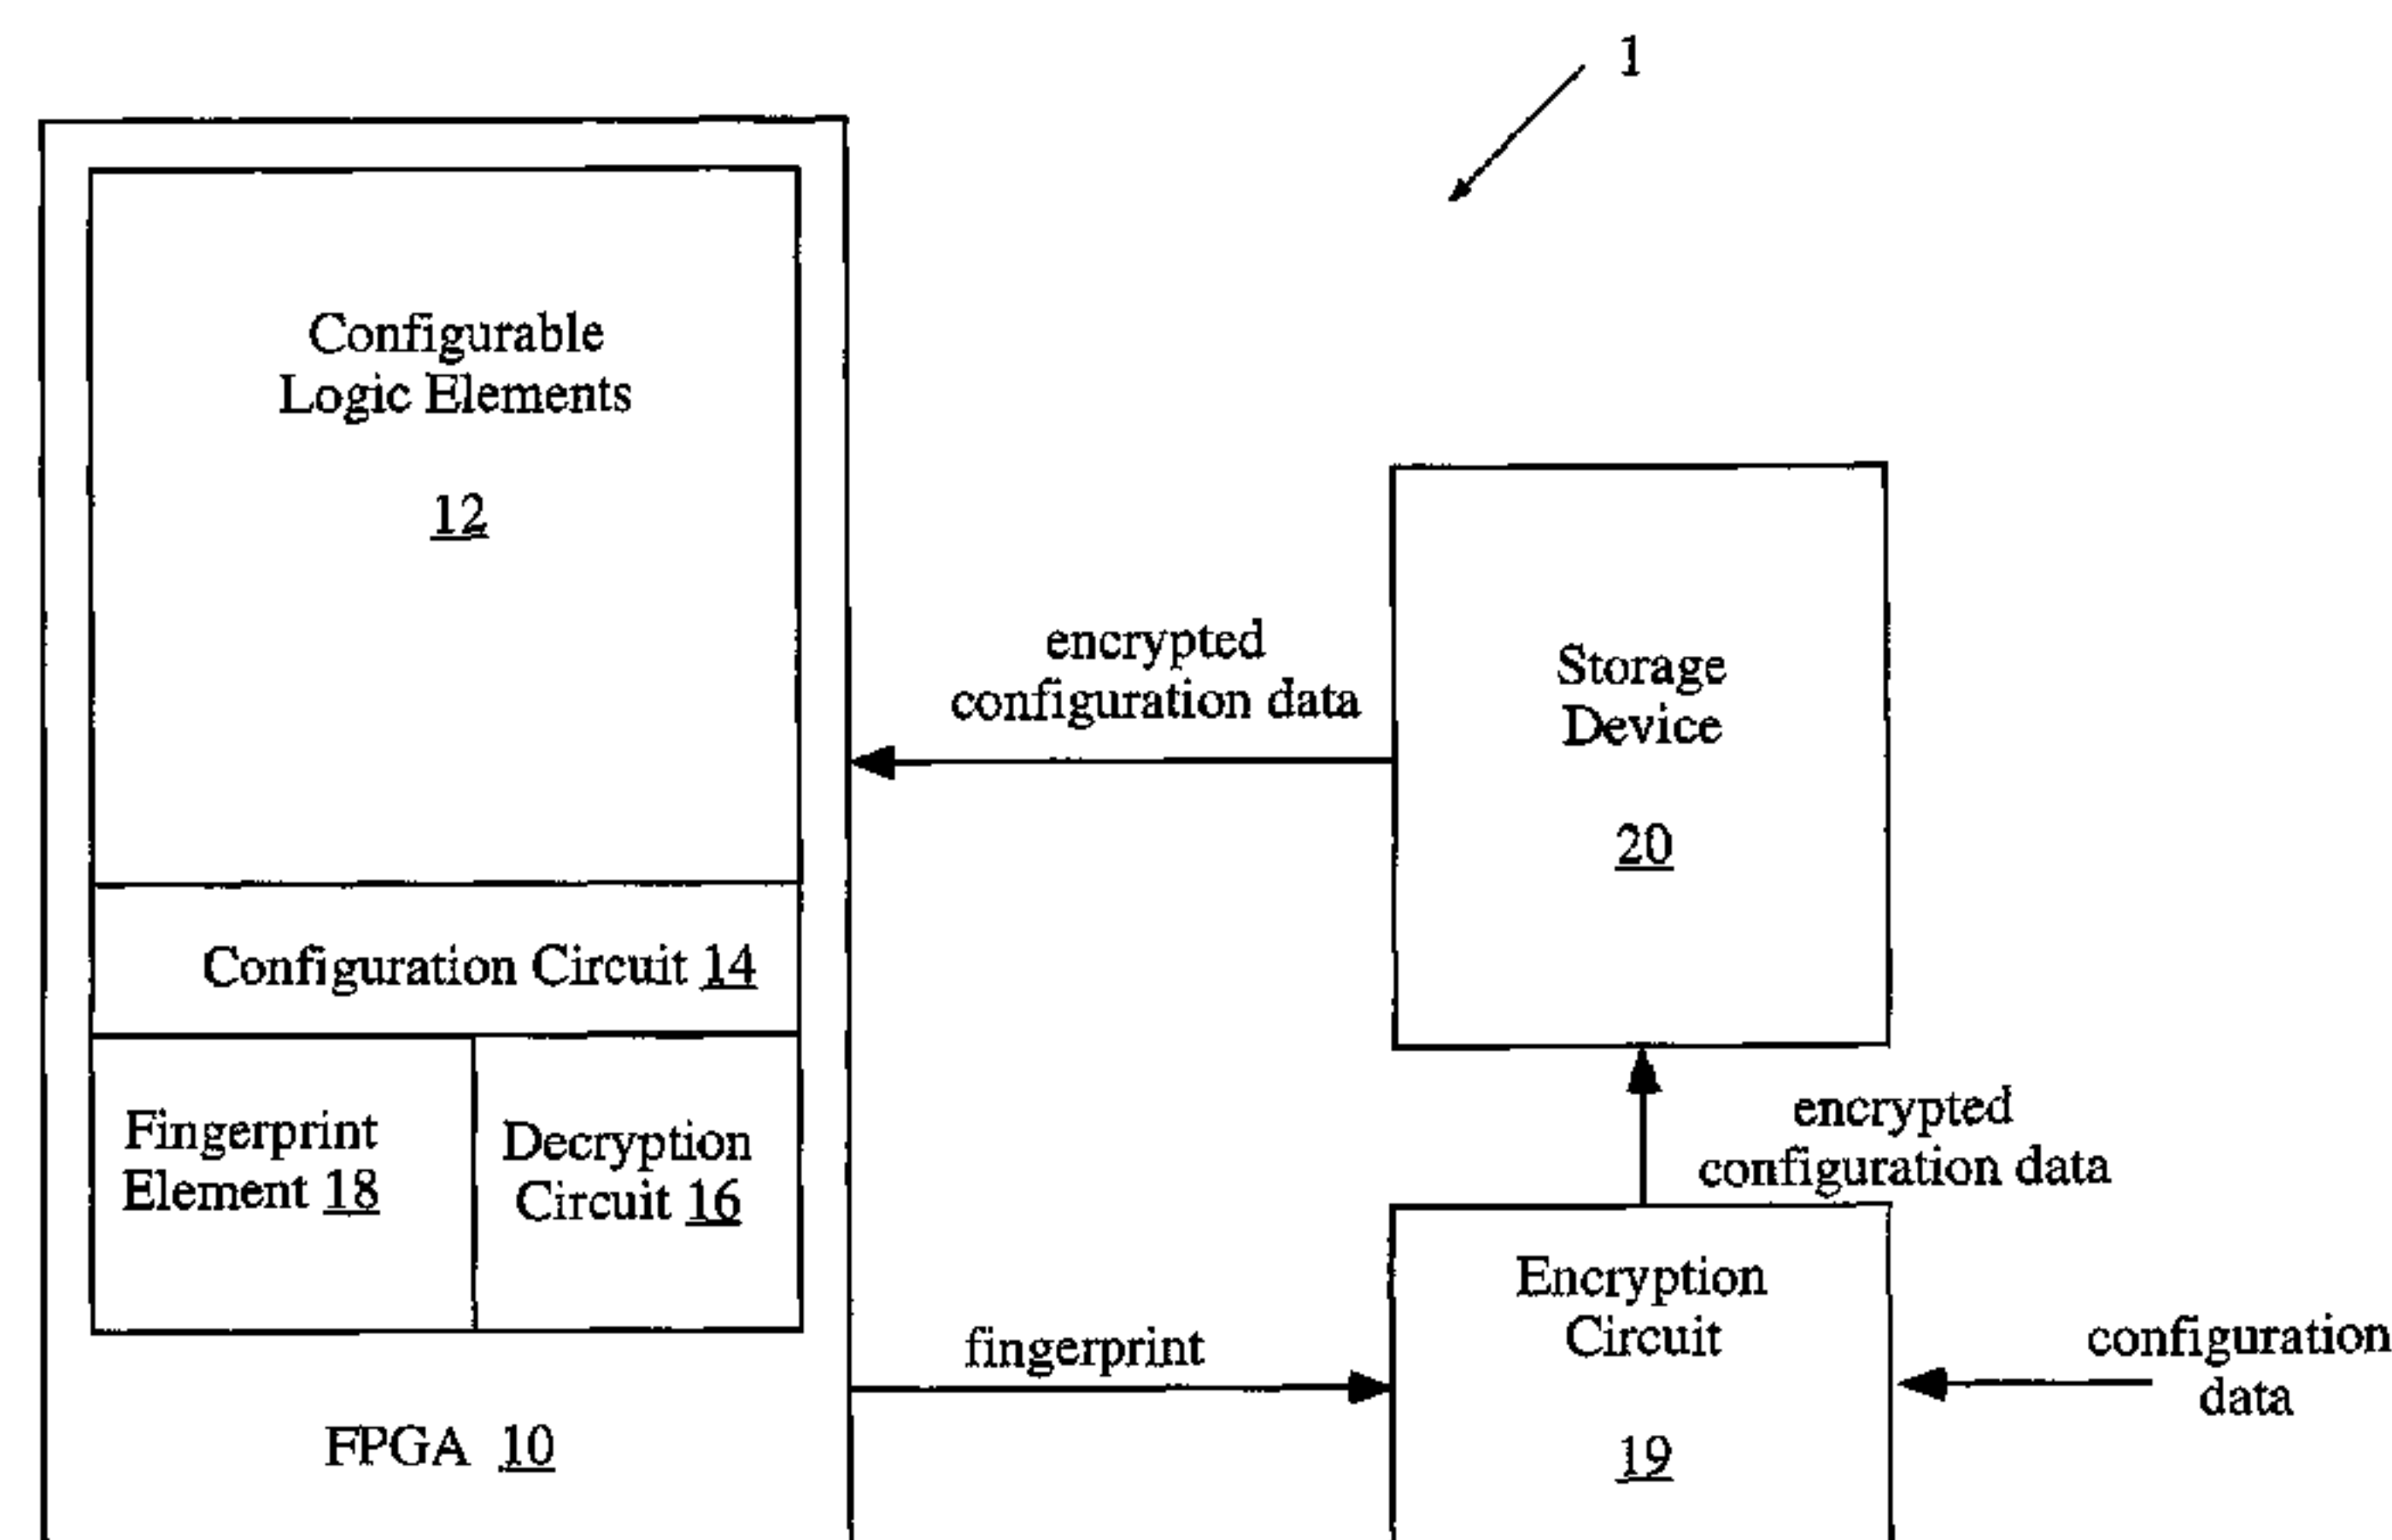 1
Configurable
Logic Elements
12
encrypted
configuration data
Storage
Device
20
Configuration Circuit 14
Fingerprint
Element 18
Decryption
Circuit 16
encrypted
configuration data
fingerprint
Encryption
Circuit
19
configuration
data
FPGA 10